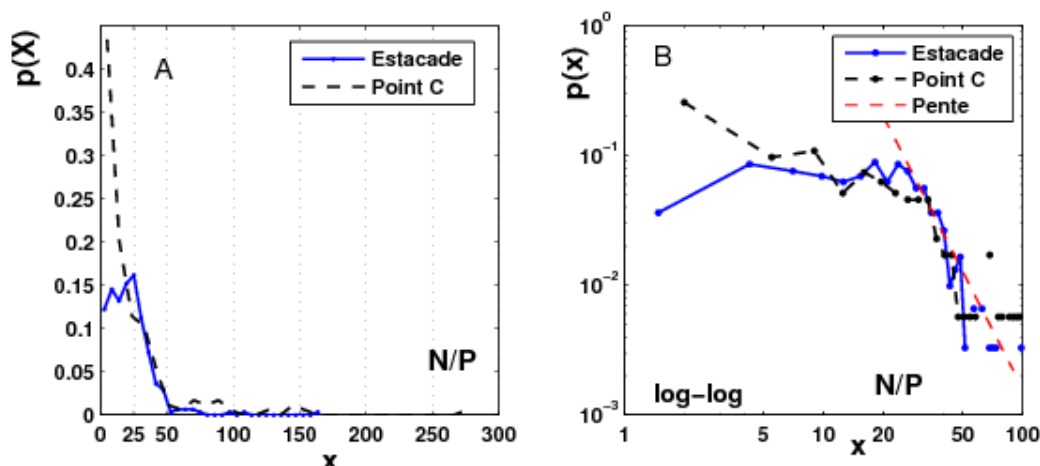 p(X)
0.4
0.35
0.3
0.25
0.2
0.15
0.1
0.05
0
A
Estacade
Point C
N/P
0 25 50 100 150 200 250 300
x
p(x)
10^0
10^-1
10^-2
10^-3
B
Estacade
Point C
Pente
log-log
N/P
1 5 10 20 50 100
x